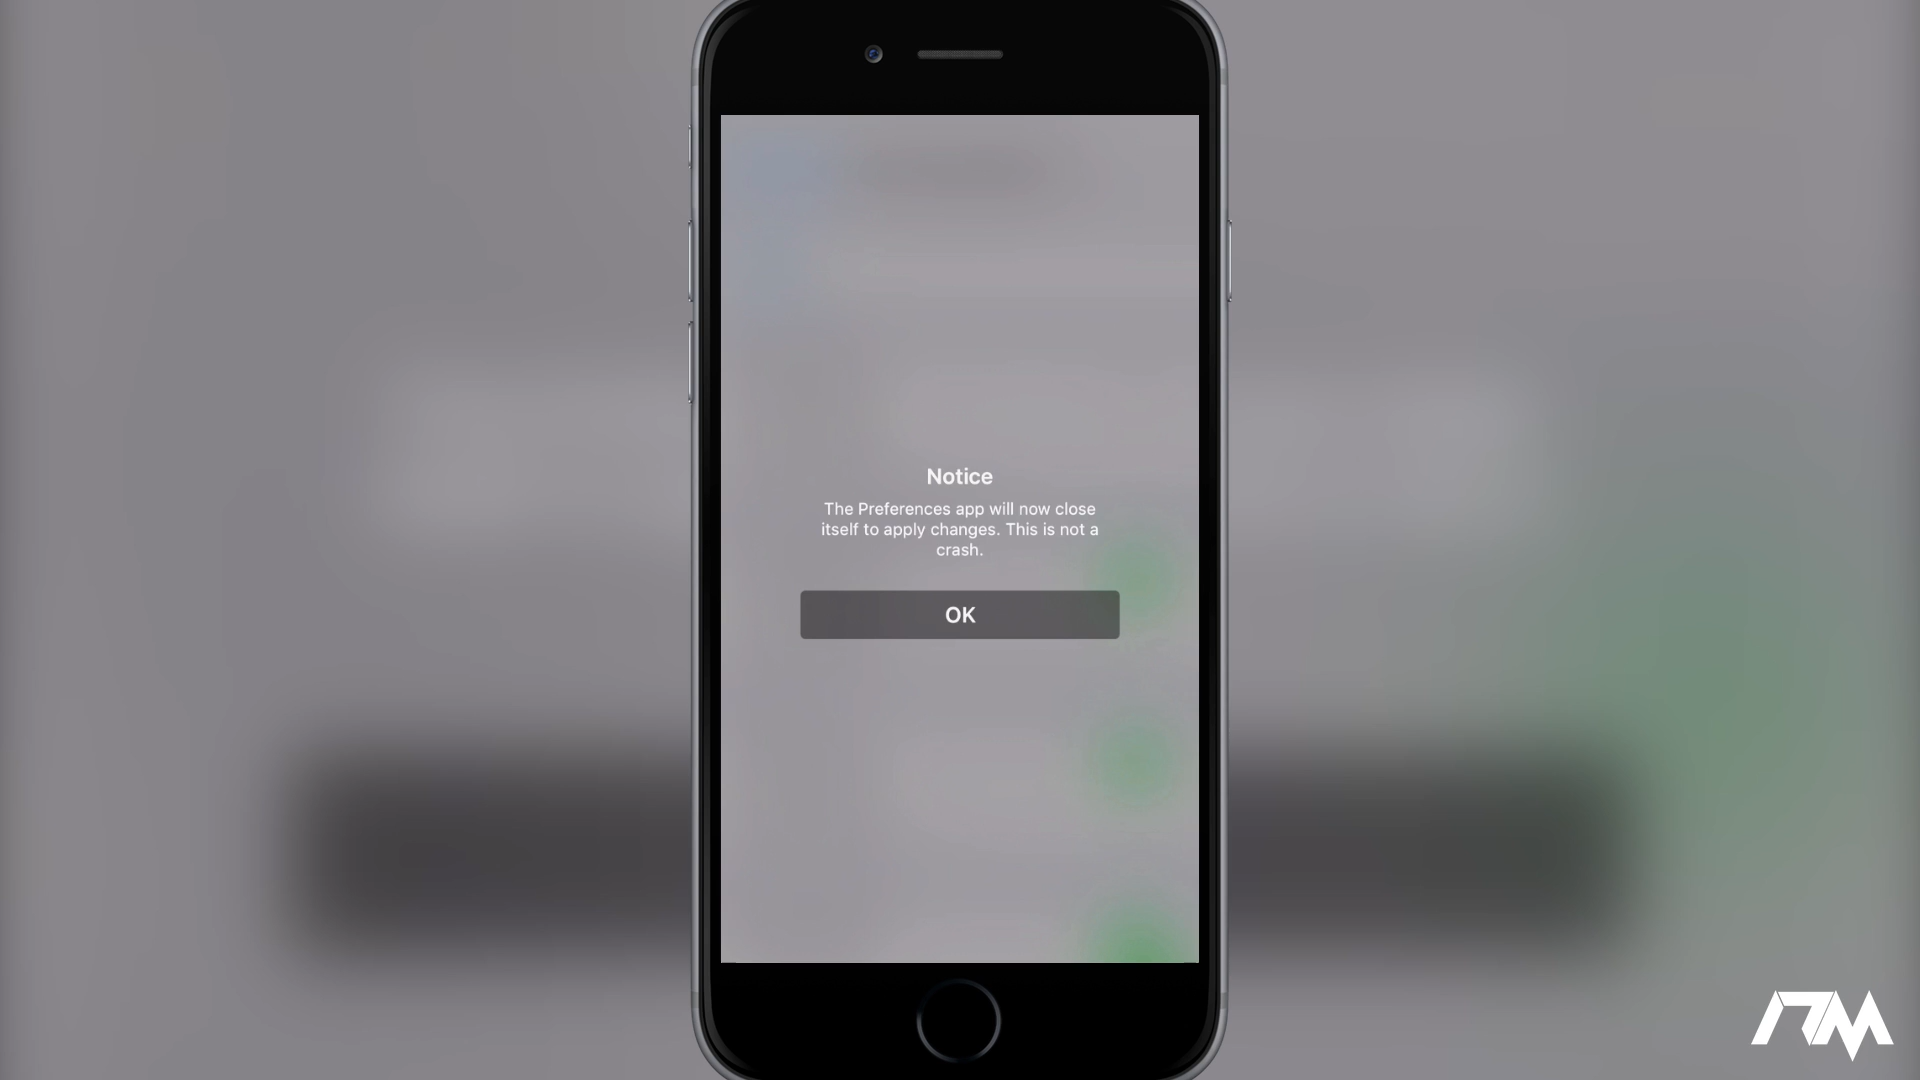 Notice
The Preferences app will now close
itself to apply changes. This is not a
crash.
OK